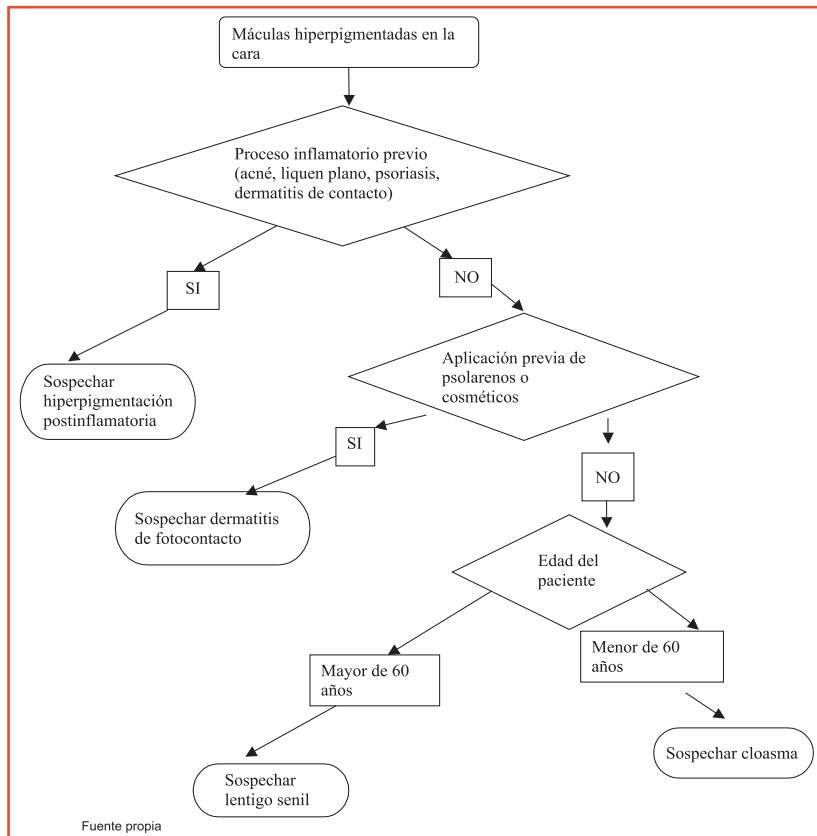 Máculas hiperpigmentadas en la
cara
Proceso inflamatorio previo
(acné, liquen plano, psoriasis,
dermatitis de contacto)
SI
NO
Sospechar
hiperpigmentación
postinflamatoria
Aplicación previa de
psolarenos o
cosméticos
SI
NO
Sospechar dermatitis
de fotocontacto
Edad del
paciente
Mayor de 60
años
Menor de 60
años
Sospechar
lentigo senil
Sospechar cloasma
Fuente propia